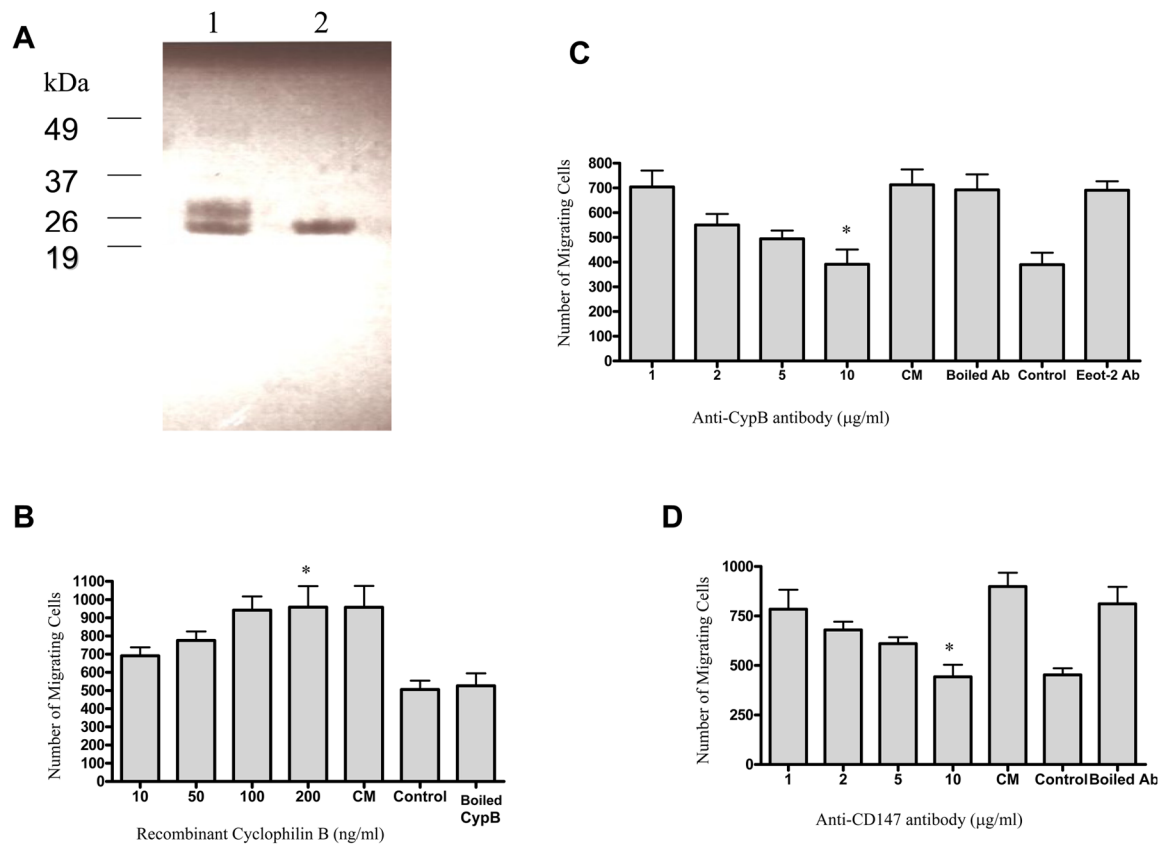 A
1 2
kDa
49
37
26
19
C
Number of Migrating Cells
800
700
600
500
400
300
200
100
0
*
1 2 5 10 CM Boiled Ab Control Eeot-2 Ab
Anti-CypB antibody (μg/ml)
B
Number of Migrating Cells
1100
1000
900
800
700
600
500
400
300
200
100
0
*
10 50 100 200 CM Control Boiled CypB
Recombinant Cyclophilin B (ng/ml)
D
Number of Migrating Cells
1000
750
500
250
0
*
1 2 5 10 CM Control Boiled Ab
Anti-CD147 antibody (μg/ml)